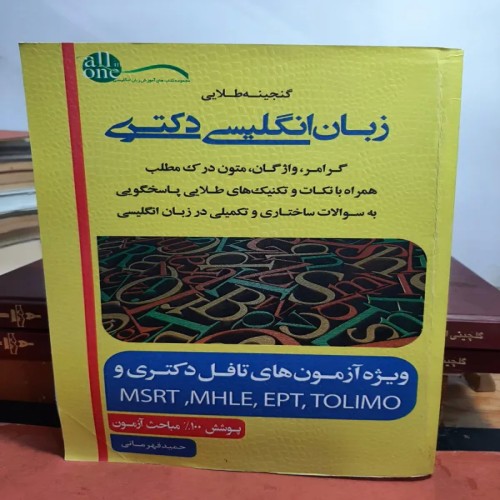 all in
one
گنجینه طلایی
زبان انگلیسی دکتری
گرامر، واژگان، متون درک مطلب
همراه با نکات و تکنیک‌های طلایی پاسخگویی
به سوالات ساختاری و تکمیلی در زبان انگلیسی
ویژه آزمون های تافل دکتری و
MSRT ,MHLE, EPT, TOLIMO
پوشش ۱۰۰٪ مباحث آزمون
حمید قهرمانی